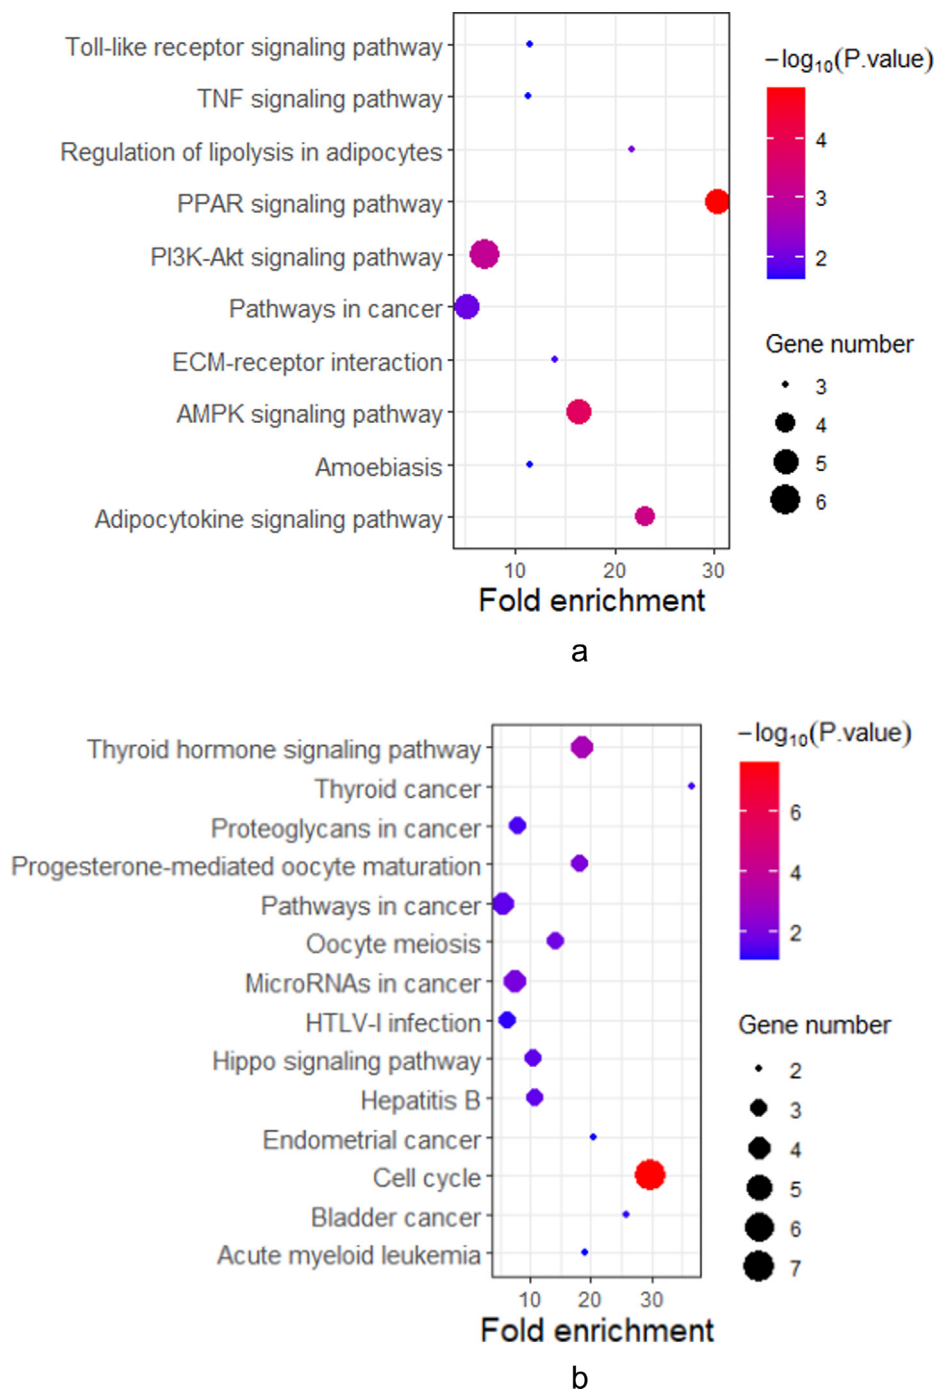 Toll-like receptor signaling pathway
TNF signaling pathway
Regulation of lipolysis in adipocytes
PPAR signaling pathway
PI3K-Akt signaling pathway
Pathways in cancer
ECM-receptor interaction
AMPK signaling pathway
Amoebiasis
Adipocytokine signaling pathway
10 20 30
Fold enrichment
−log₁₀(P.value)
4
3
2
Gene number
3
4
5
6
a
Thyroid hormone signaling pathway
Thyroid cancer
Proteoglycans in cancer
Progesterone-mediated oocyte maturation
Pathways in cancer
Oocyte meiosis
MicroRNAs in cancer
HTLV-I infection
Hippo signaling pathway
Hepatitis B
Endometrial cancer
Cell cycle
Bladder cancer
Acute myeloid leukemia
10 20 30
Fold enrichment
−log₁₀(P.value)
6
4
2
Gene number
2
3
4
5
6
7
b